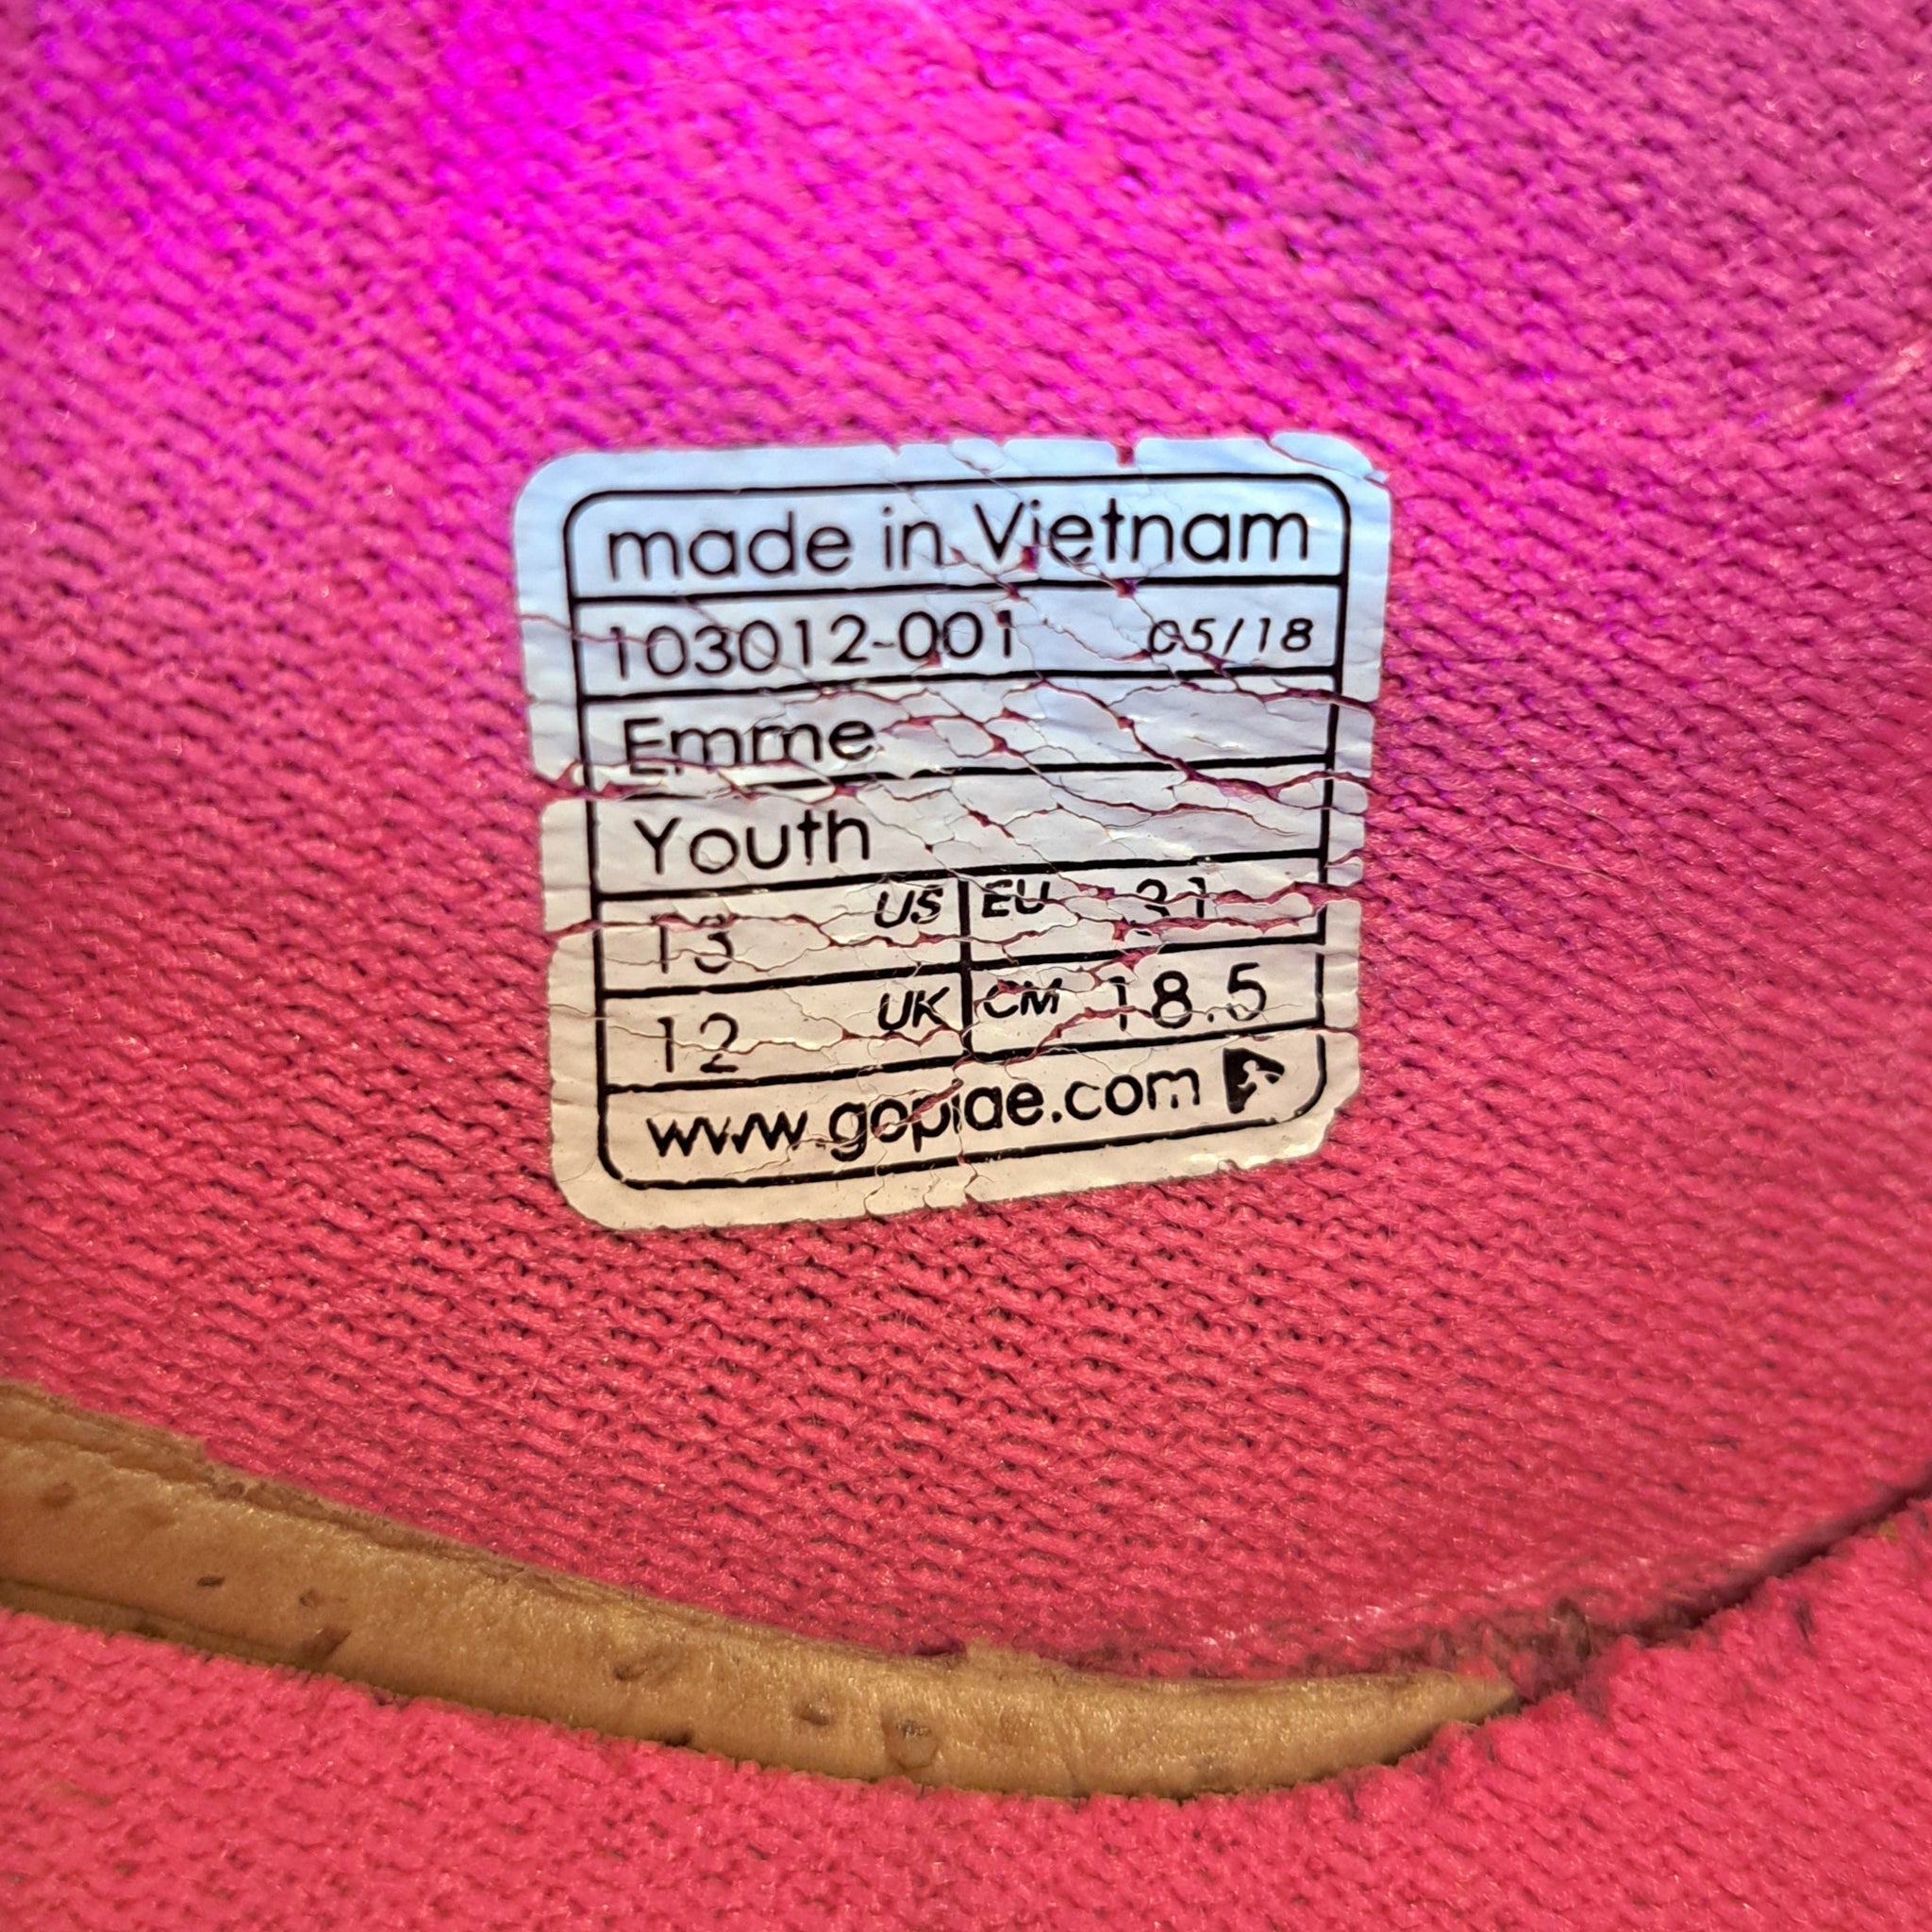 made in Vietnam
103012-001 05/18
Emme
Youth
13 US EU 31
12 UK CM 18.5
www.goplae.com